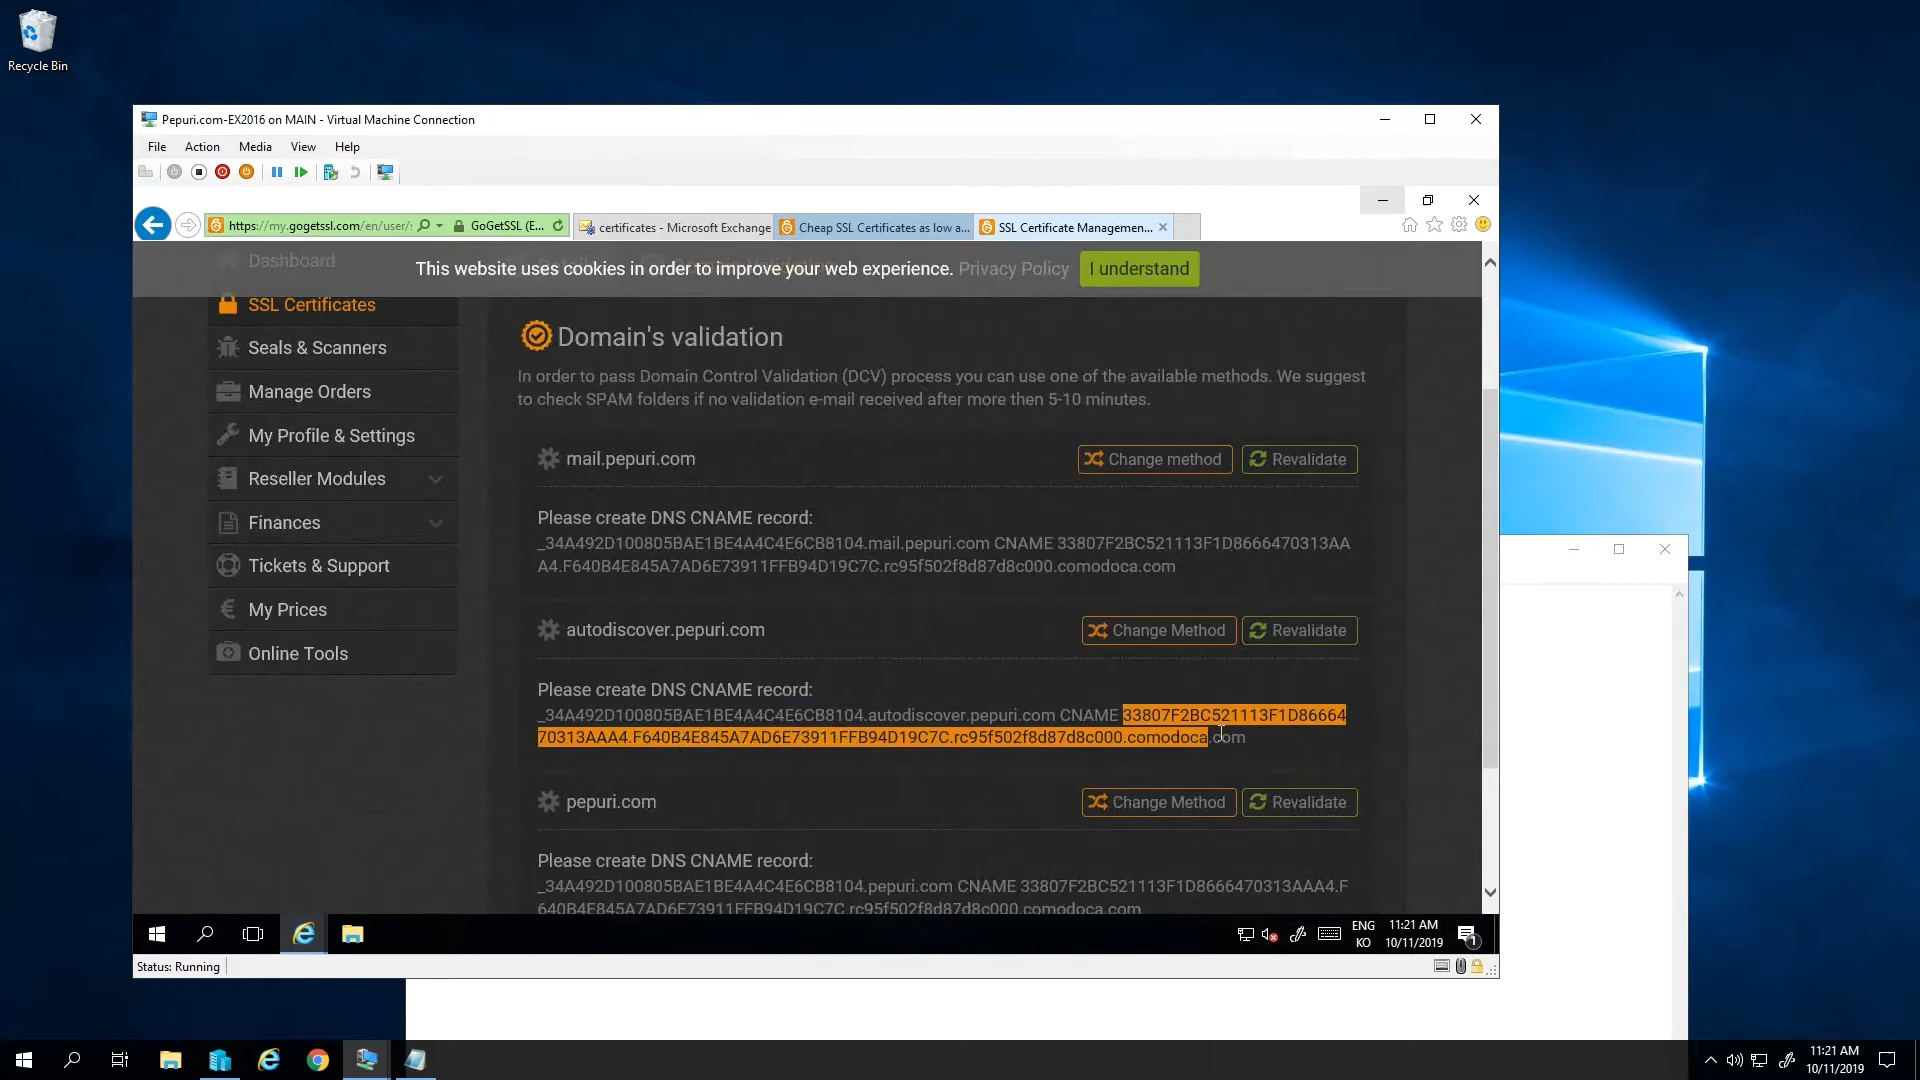 Recycle Bin
Pepuri.com-EX2016 on MAIN - Virtual Machine Connection
File Action Media View Help
https://my.gogetssl.com/en/user/s
GoGetSSL (E...
certificates - Microsoft Exchange
Cheap SSL Certificates as low a...
SSL Certificate Managemen...
Dashboard
This website uses cookies in order to improve your web experience. Privacy Policy
I understand
SSL Certificates
Seals & Scanners
Manage Orders
My Profile & Settings
Reseller Modules
Finances
Tickets & Support
My Prices
Online Tools
Domain's validation
In order to pass Domain Control Validation (DCV) process you can use one of the available methods. We suggest
to check SPAM folders if no validation e-mail received after more then 5-10 minutes.
mail.pepuri.com
Change method
Revalidate
Please create DNS CNAME record:
_34A492D100805BAE1BE4A4C4E6CB8104.mail.pepuri.com CNAME 33807F2BC521113F1D8666470313AA
A4.F640B4E845A7AD6E73911FFB94D19C7C.rc95f502f8d87d8c000.comodoca.com
autodiscover.pepuri.com
Change Method
Revalidate
Please create DNS CNAME record:
_34A492D100805BAE1BE4A4C4E6CB8104.autodiscover.pepuri.com CNAME 33807F2BC521113F1D86664
70313AAA4.F640B4E845A7AD6E73911FFB94D19C7C.rc95f502f8d87d8c000.comodoca.com
pepuri.com
Change Method
Revalidate
Please create DNS CNAME record:
_34A492D100805BAE1BE4A4C4E6CB8104.pepuri.com CNAME 33807F2BC521113F1D8666470313AAA4.F
640B4E845A7AD6E73911FFB94D19C7C.rc95f502f8d87d8c000.comodoca.com
ENG
KO
11:21 AM
10/11/2019
1
Status: Running
11:21 AM
10/11/2019